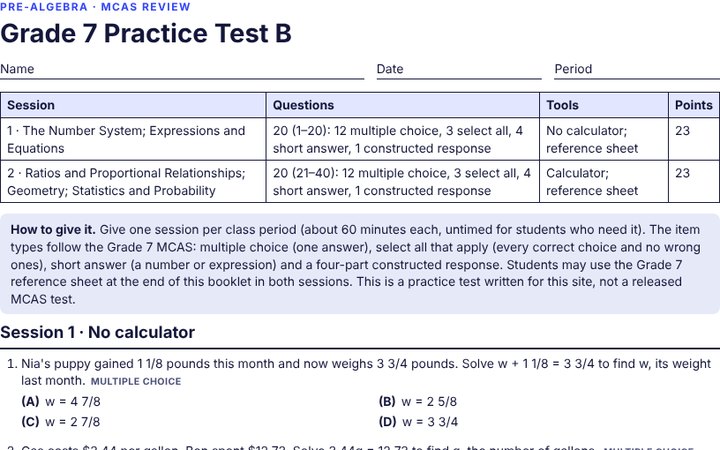 PRE-ALGEBRA · MCAS REVIEW
Grade 7 Practice Test B
Name Date Period
Session Questions Tools Points
1 · The Number System; Expressions and Equations 20 (1–20): 12 multiple choice, 3 select all, 4 short answer, 1 constructed response No calculator; reference sheet 23
2 · Ratios and Proportional Relationships; Geometry; Statistics and Probability 20 (21–40): 12 multiple choice, 3 select all, 4 short answer, 1 constructed response Calculator; reference sheet 23
How to give it. Give one session per class period (about 60 minutes each, untimed for students who need it). The item
types follow the Grade 7 MCAS: multiple choice (one answer), select all that apply (every correct choice and no wrong
ones), short answer (a number or expression) and a four-part constructed response. Students may use the Grade 7
reference sheet at the end of this booklet in both sessions. This is a practice test written for this site, not a released
MCAS test.
Session 1 · No calculator
1. Nia's puppy gained 1 1/8 pounds this month and now weighs 3 3/4 pounds. Solve w + 1 1/8 = 3 3/4 to find w, its weight
last month. MULTIPLE CHOICE
(A) w = 4 7/8 (B) w = 2 5/8
(C) w = 2 7/8 (D) w = 3 3/4